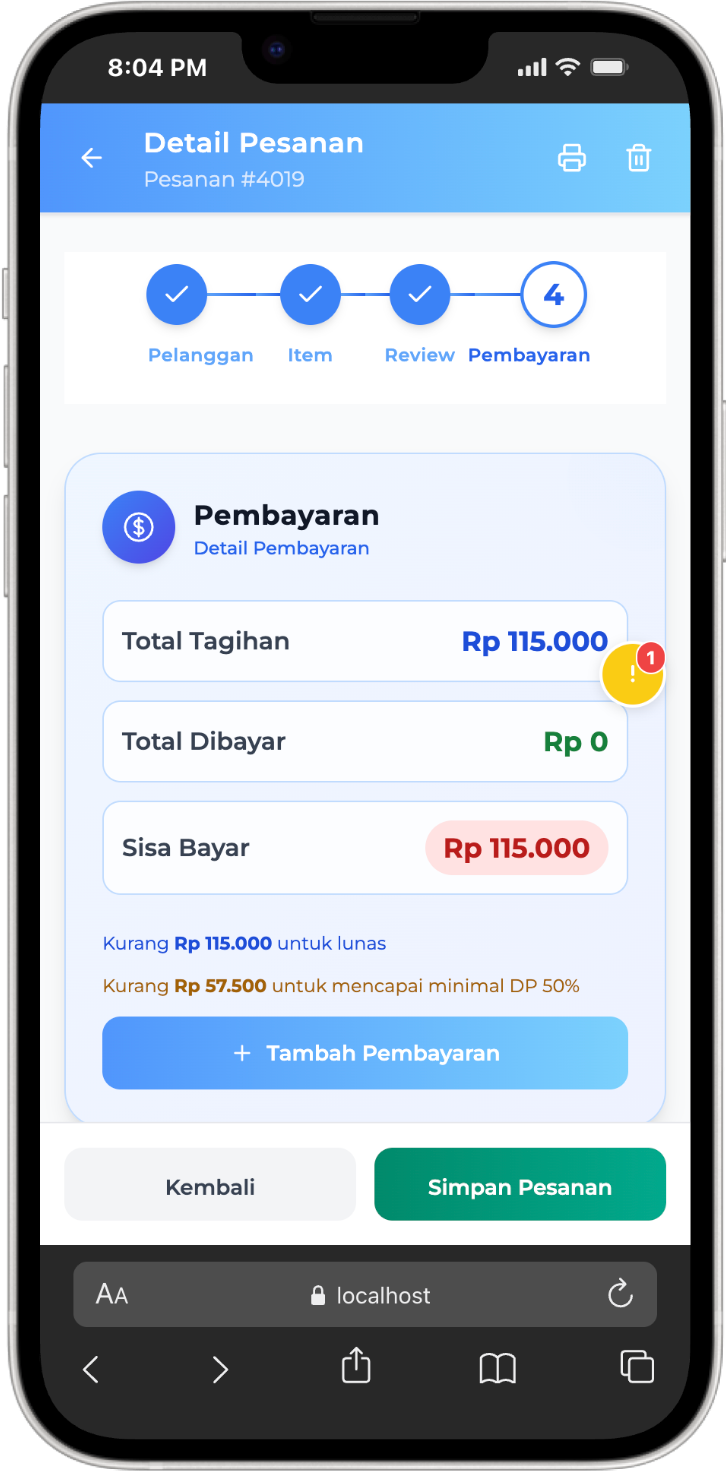 8:04 PM
Detail Pesanan
Pesanan #4019
4
Pelanggan Item Review Pembayaran
Pembayaran
Detail Pembayaran
Total Tagihan Rp 115.000
! 1
Total Dibayar Rp 0
Sisa Bayar Rp 115.000
Kurang Rp 115.000 untuk lunas
Kurang Rp 57.500 untuk mencapai minimal DP 50%
+ Tambah Pembayaran
Kembali Simpan Pesanan
AA localhost